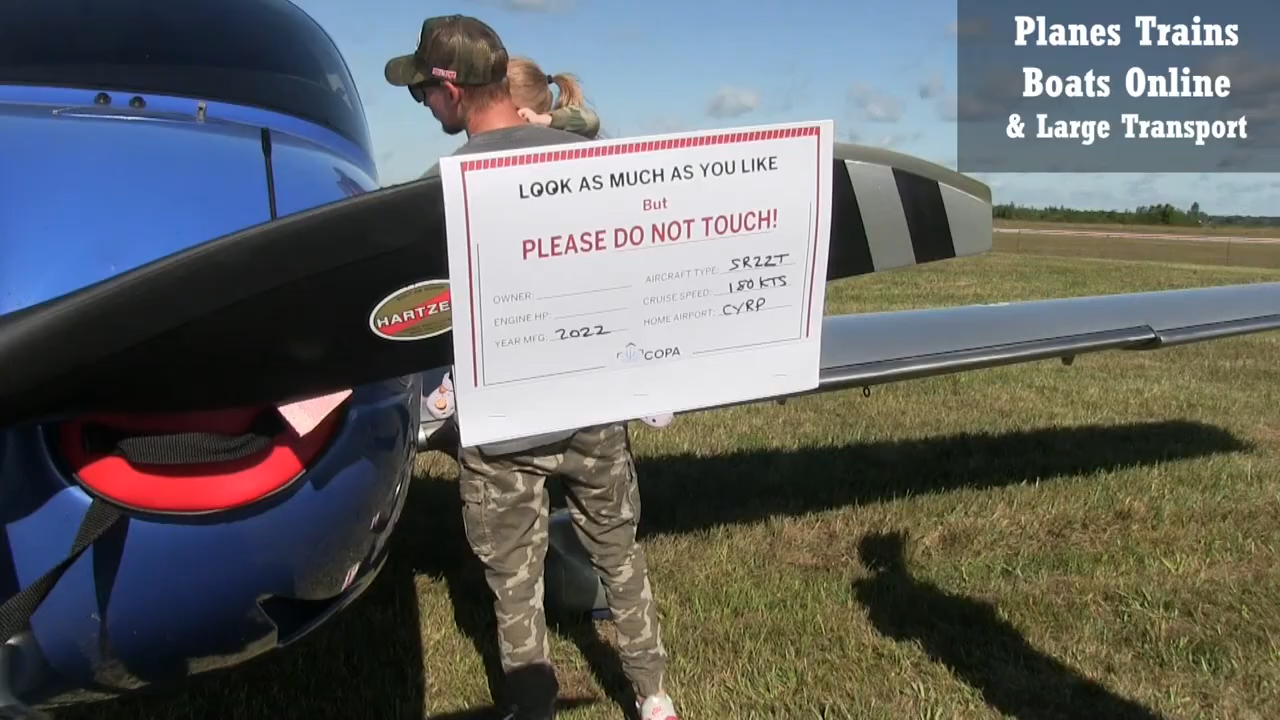 Planes Trains
Boats Online
& Large Transport
LOOK AS MUCH AS YOU LIKE
But
PLEASE DO NOT TOUCH!
OWNER:
ENGINE HP:
YEAR MFG: 2022
AIRCRAFT TYPE: SR22T
CRUISE SPEED: 180 KTS
HOME AIRPORT: CYRP
COPA
HARTZE